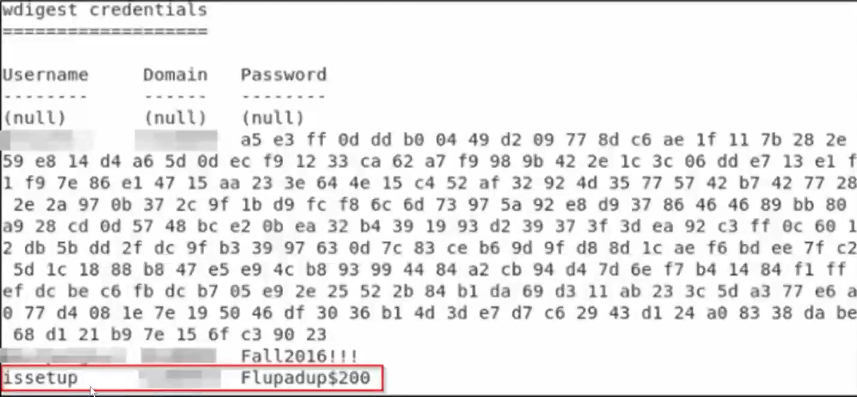 wdigest credentials
===================
Username Domain Password
-------- ------ --------
(null) (null) (null)
a5 e3 ff 0d dd b0 04 49 d2 09 77 8d c6 ae 1f 11 7b 28 2e
59 e8 14 d4 a6 5d 0d ec f9 12 33 ca 62 a7 f9 98 9b 42 2e 1c 3c 06 dd e7 13 e1 f
1 f9 7e 86 e1 47 15 aa 23 3e 64 4e 15 c4 52 af 32 92 4d 35 77 57 42 b7 42 77 28
2e 2a 97 0b 37 2c 9f 1b d9 fc f8 6c 6d 73 97 5a 92 e8 d9 37 86 46 46 89 bb 80
a9 28 cd 0d 57 48 bc e2 0b ea 32 b4 39 19 93 d2 39 37 3f 3d ea 92 c3 ff 0c 60 1
2 db 5b dd 2f dc 9f b3 39 97 63 0d 7c 83 ce b6 9d 9f d8 8d 1c ae f6 bd ee 7f c2
5d 1c 18 88 b8 47 e5 e9 4c b8 93 99 44 84 a2 cb 94 d4 7d 6e f7 b4 14 84 f1 ff
ef dc be c6 fb dc b7 05 e9 2e 25 52 2b 84 b1 da 69 d3 11 ab 23 3c 5d a3 77 e6 a
0 77 d4 08 1e 7e 19 50 46 df 30 36 b1 4d 3d e7 d7 c6 29 43 d1 24 a0 83 38 da be
68 d1 21 b9 7e 15 6f c3 90 23
Fall2016!!!
issetup Flupadup$200